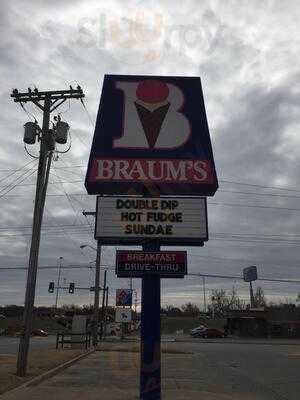 B
BRAUM'S
DOUBLE DIP
HOT FUDGE
SUNDAE
BREAKFAST
DRIVE-THRU